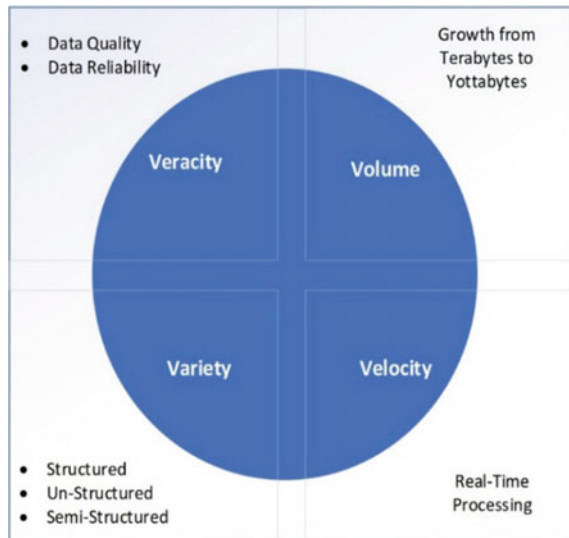 • Data Quality
• Data Reliability
Growth from
Terabytes to
Yottabytes
Veracity
Volume
Variety
Velocity
• Structured
• Un-Structured
• Semi-Structured
Real-Time
Processing